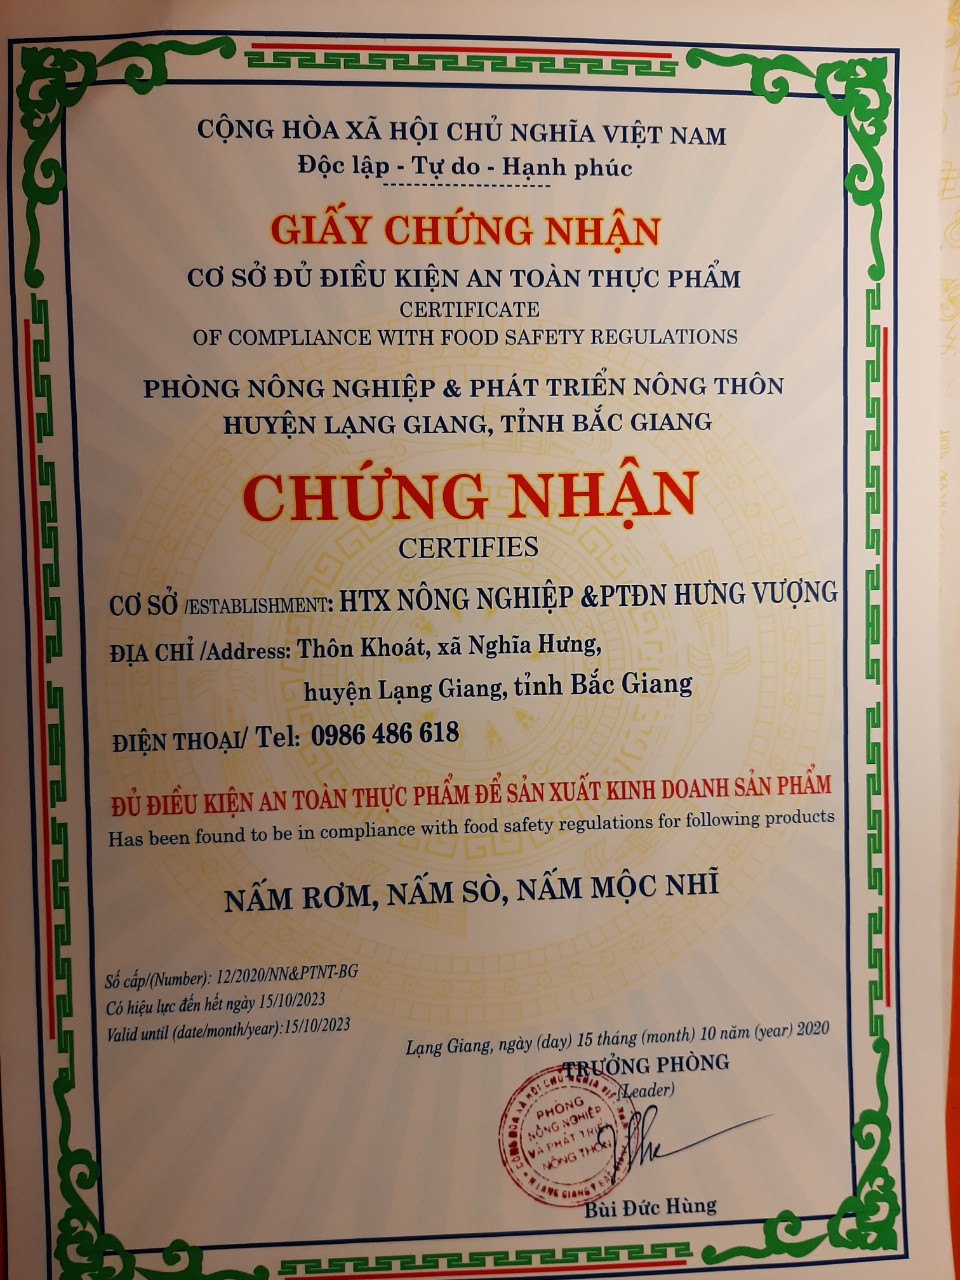 CỘNG HÒA XÃ HỘI CHỦ NGHĨA VIỆT NAM
Độc lập - Tự do - Hạnh phúc
GIẤY CHỨNG NHẬN
CƠ SỞ ĐỦ ĐIỀU KIỆN AN TOÀN THỰC PHẨM
CERTIFICATE
OF COMPLIANCE WITH FOOD SAFETY REGULATIONS
PHÒNG NÔNG NGHIỆP & PHÁT TRIỂN NÔNG THÔN
HUYỆN LẠNG GIANG, TỈNH BẮC GIANG
CHỨNG NHẬN
CERTIFIES
CƠ SỞ /ESTABLISHMENT: HTX NÔNG NGHIỆP &PTĐN HƯNG VƯỢNG
ĐỊA CHỈ /Address: Thôn Khoát, xã Nghĩa Hưng,
huyện Lạng Giang, tỉnh Bắc Giang
ĐIỆN THOẠI/ Tel: 0986 486 618
ĐỦ ĐIỀU KIỆN AN TOÀN THỰC PHẨM ĐỂ SẢN XUẤT KINH DOANH SẢN PHẨM
Has been found to be in compliance with food safety regulations for following products
NẤM RƠM, NẤM SÒ, NẤM MỘC NHĨ
Số cấp/(Number): 12/2020/NN&PTNT-BG
Có hiệu lực đến hết ngày 15/10/2023
Valid until (date/month/year):15/10/2023
Lạng Giang, ngày (day) 15 tháng (month) 10 năm (year) 2020
TRƯỞNG PHÒNG
(Leader)
PHÒNG
NÔNG NGHIỆP
VÀ PHÁT TRIỂN
NÔNG THÔN
Bùi Đức Hùng